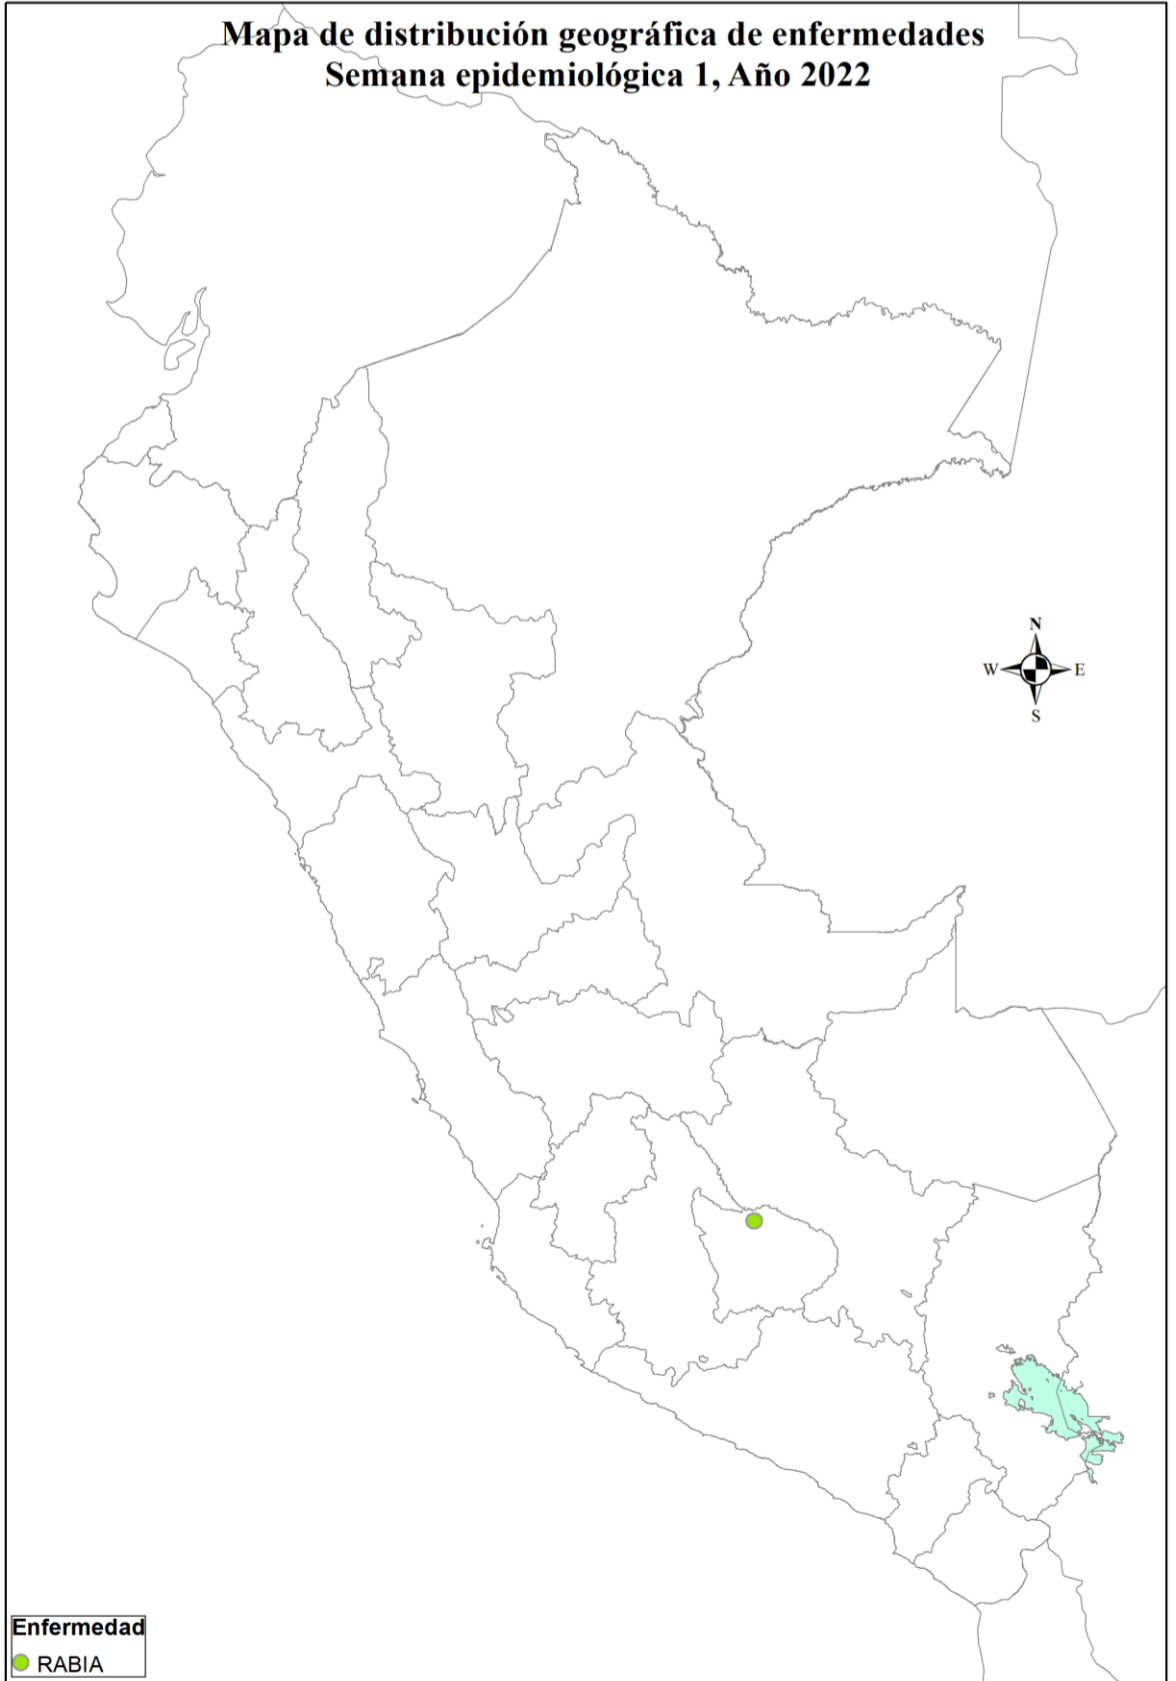 Mapa de distribución geográfica de enfermedades
Semana epidemiológica 1, Año 2022
N
W E
S
Enfermedad
RABIA